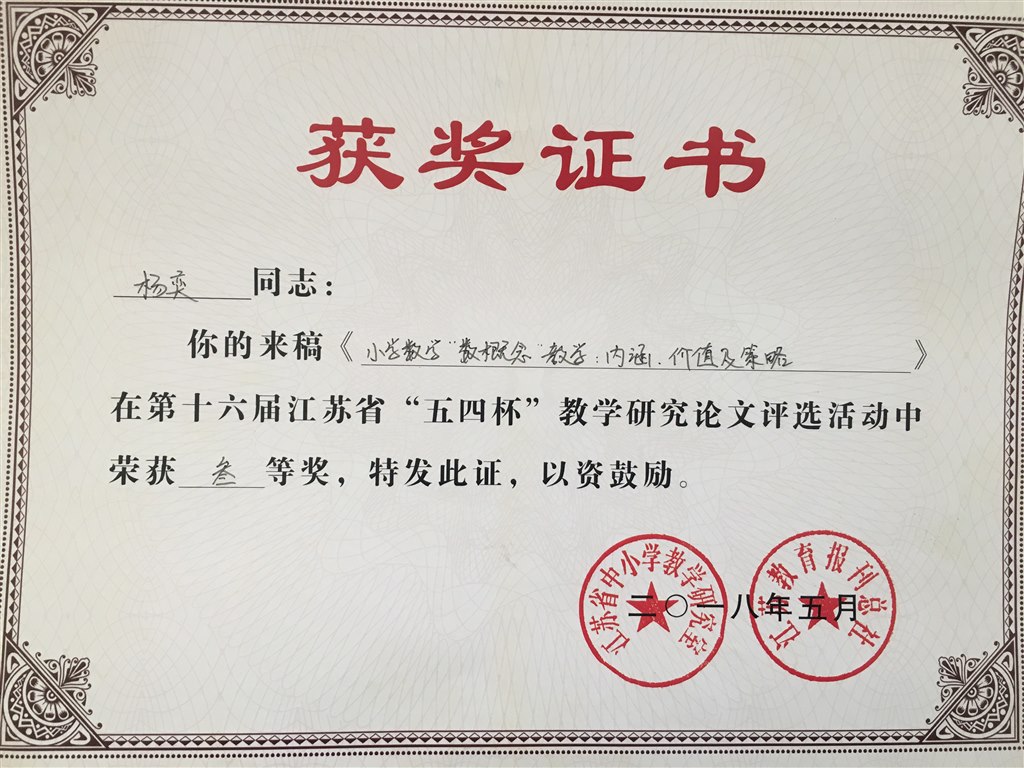 获奖证书
杨奕同志：
你的来稿《小学数学“数概念”教学：内涵、价值及策略》
在第十六届江苏省“五四杯”教学研究论文评选活动中
荣获叁等奖，特发此证，以资鼓励。
江苏省中小学教学研究室
江苏教育报刊总社
二〇一八年五月